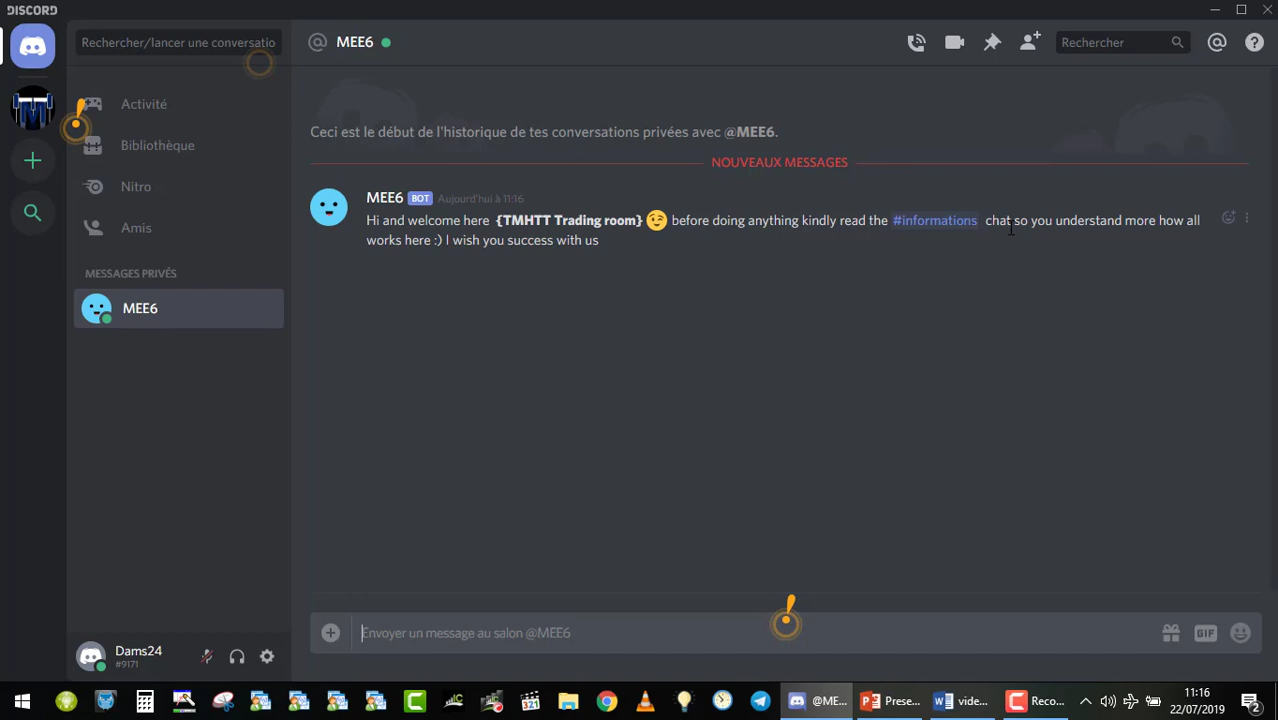 DISCORD
Rechercher/lancer une conversatio
MEE6
Rechercher
Activité
Bibliothèque
Nitro
Amis
MESSAGES PRIVÉS
MEE6
Ceci est le début de l'historique de tes conversations privées avec @MEE6.
NOUVEAUX MESSAGES
MEE6 BOT Aujourd'hui à 11:16
Hi and welcome here {TMHTT Trading room} 😉 before doing anything kindly read the #informations chat so you understand more how all
works here :) I wish you success with us
Envoyer un message au salon @MEE6
GIF
Dams24
#9171
@ME...
Prese...
vide...
Reco...
11:16
22/07/2019
2
321